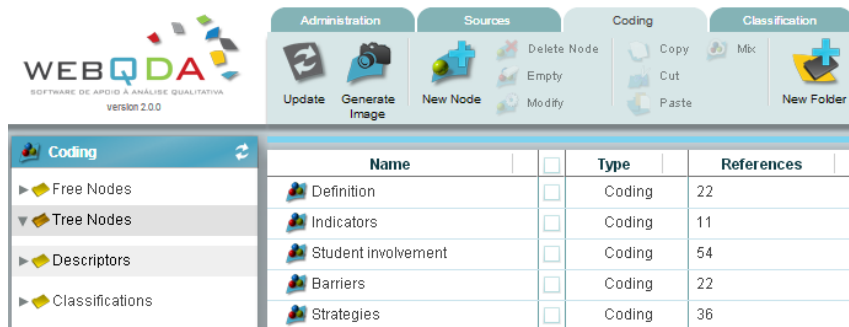 Administration Sources Coding Classification
WEBQDA
SOFTWARE DE APOIO À ANÁLISE QUALITATIVA
version 2.0.0
Update Generate Image New Node
Delete Node
Empty
Modify
Copy
Cut
Paste
Mix
New Folder
Coding
Free Nodes
Tree Nodes
Descriptors
Classifications
Name Type References
Definition Coding 22
Indicators Coding 11
Student involvement Coding 54
Barriers Coding 22
Strategies Coding 36